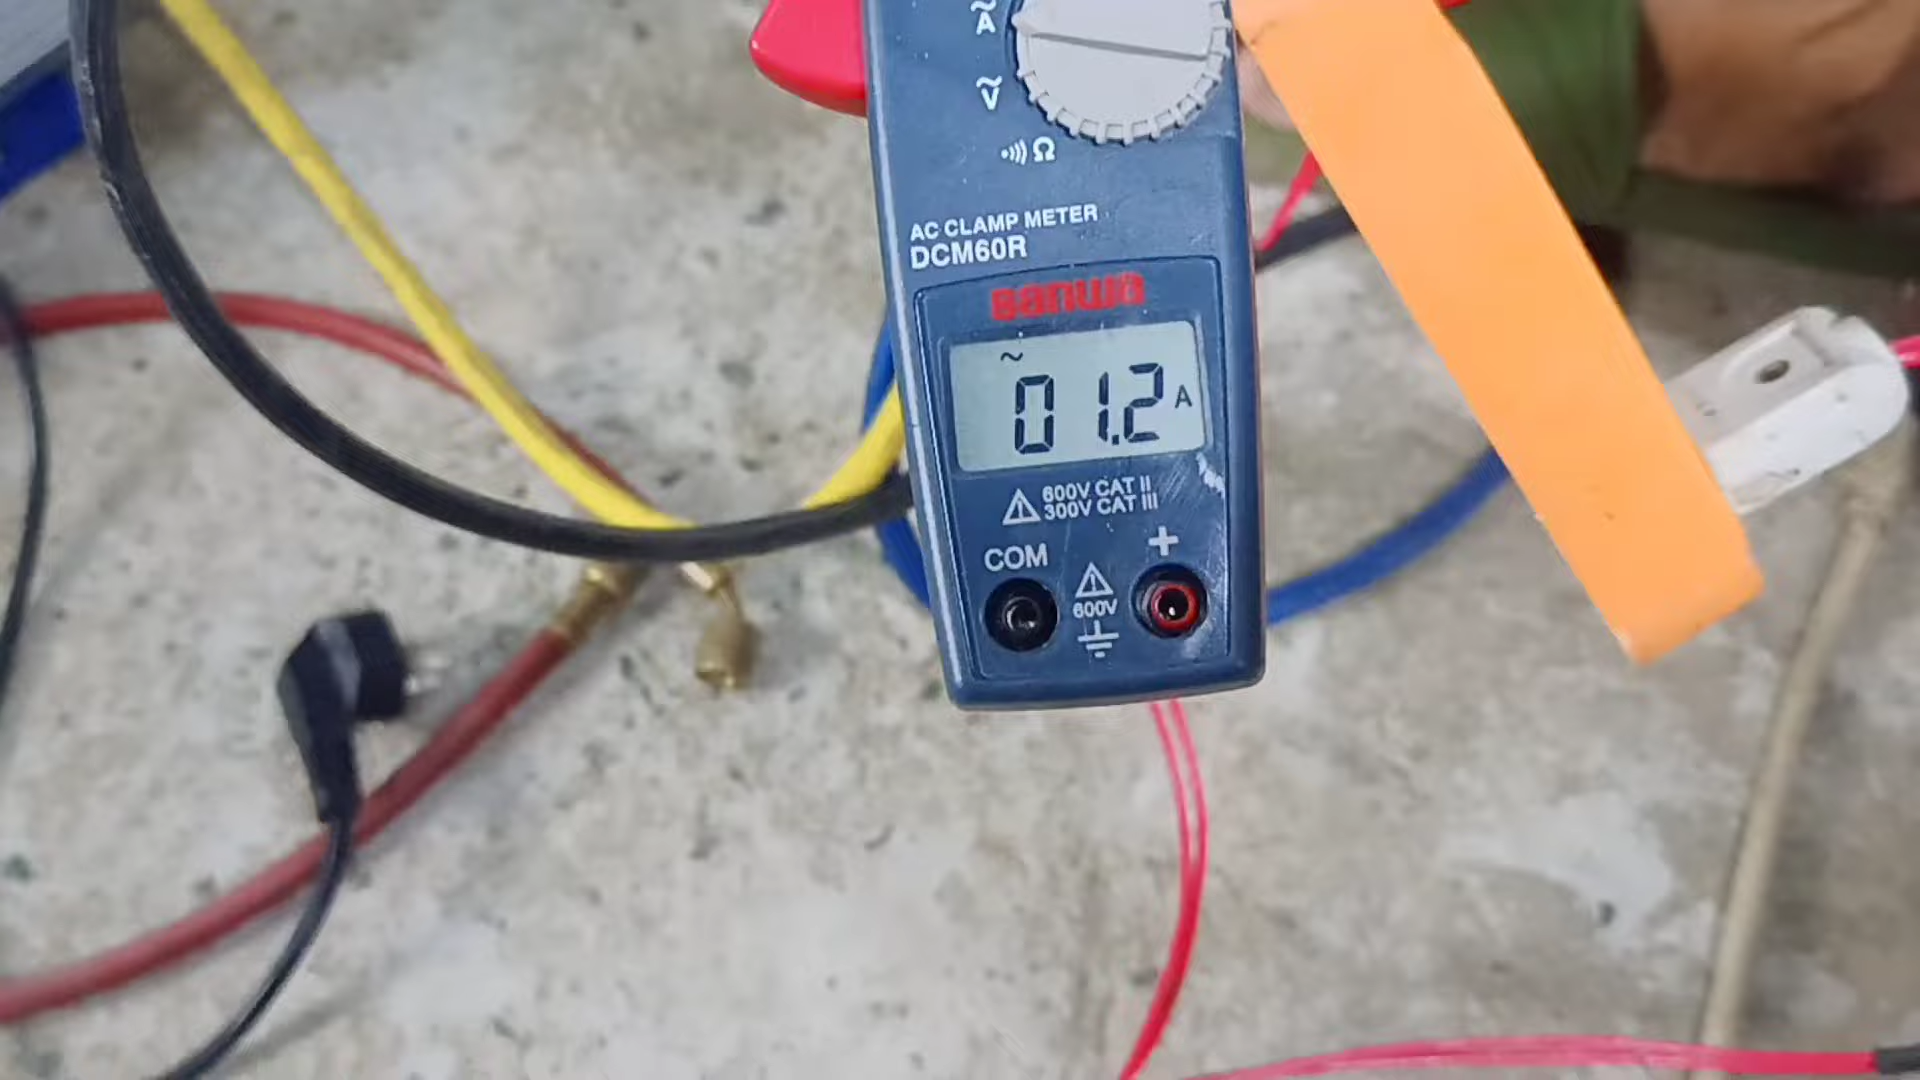 ~
A
~
V
Ω
AC CLAMP METER
DCM60R
sanwa
~
01.2 A
600V CAT II
300V CAT III
COM
+
600V